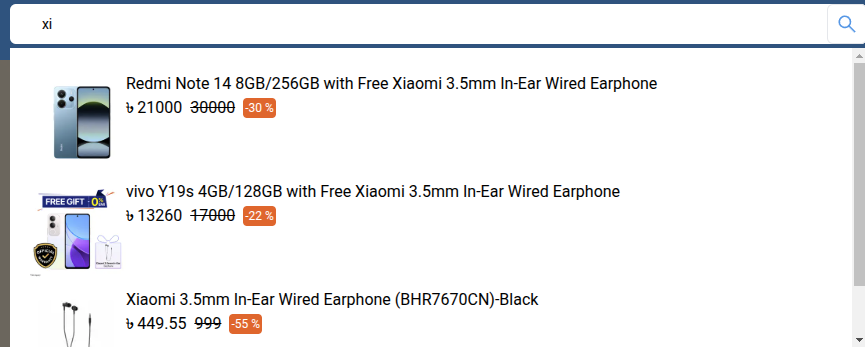 xi
Redmi Note 14 8GB/256GB with Free Xiaomi 3.5mm In-Ear Wired Earphone
৳ 21000 30000 -30 %
vivo Y19s 4GB/128GB with Free Xiaomi 3.5mm In-Ear Wired Earphone
৳ 13260 17000 -22 %
FREE GIFT 0%
Xiaomi 3.5mm In-Ear Wired Earphone (BHR7670CN)-Black
৳ 449.55 999 -55 %